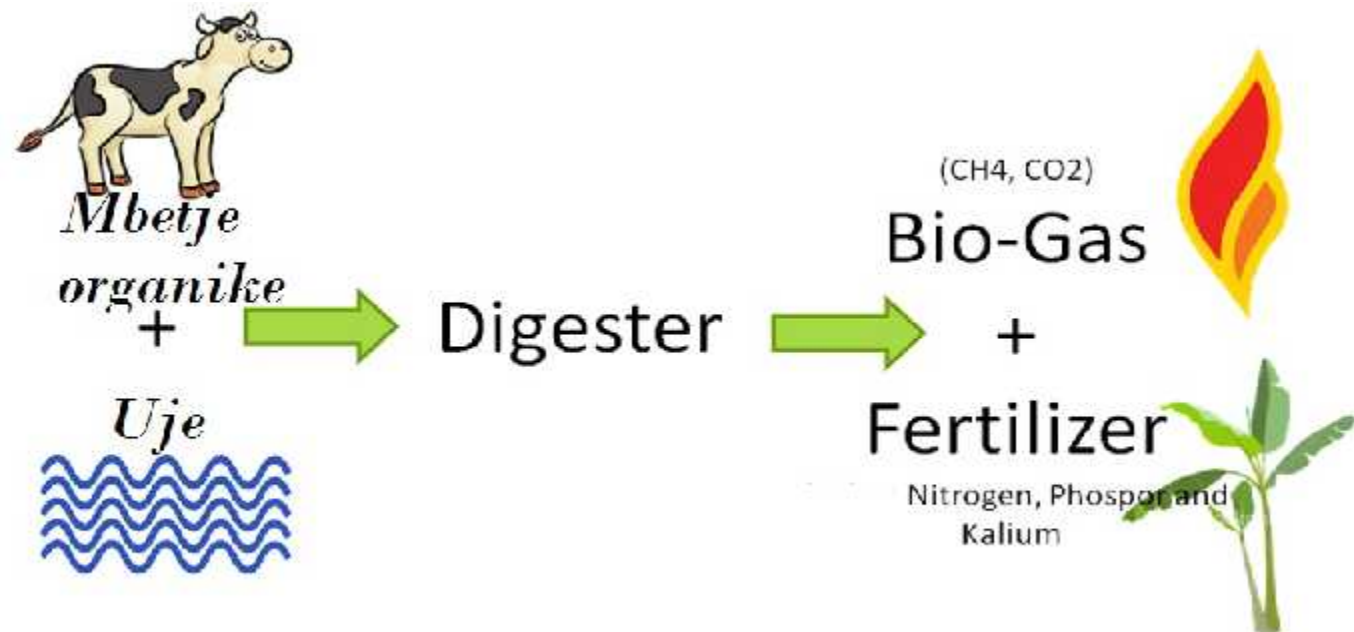 Mbetje
organike
+
Uje
Digester
(CH4, CO2)
Bio-Gas
+
Fertilizer
Nitrogen, Phospor and
Kalium